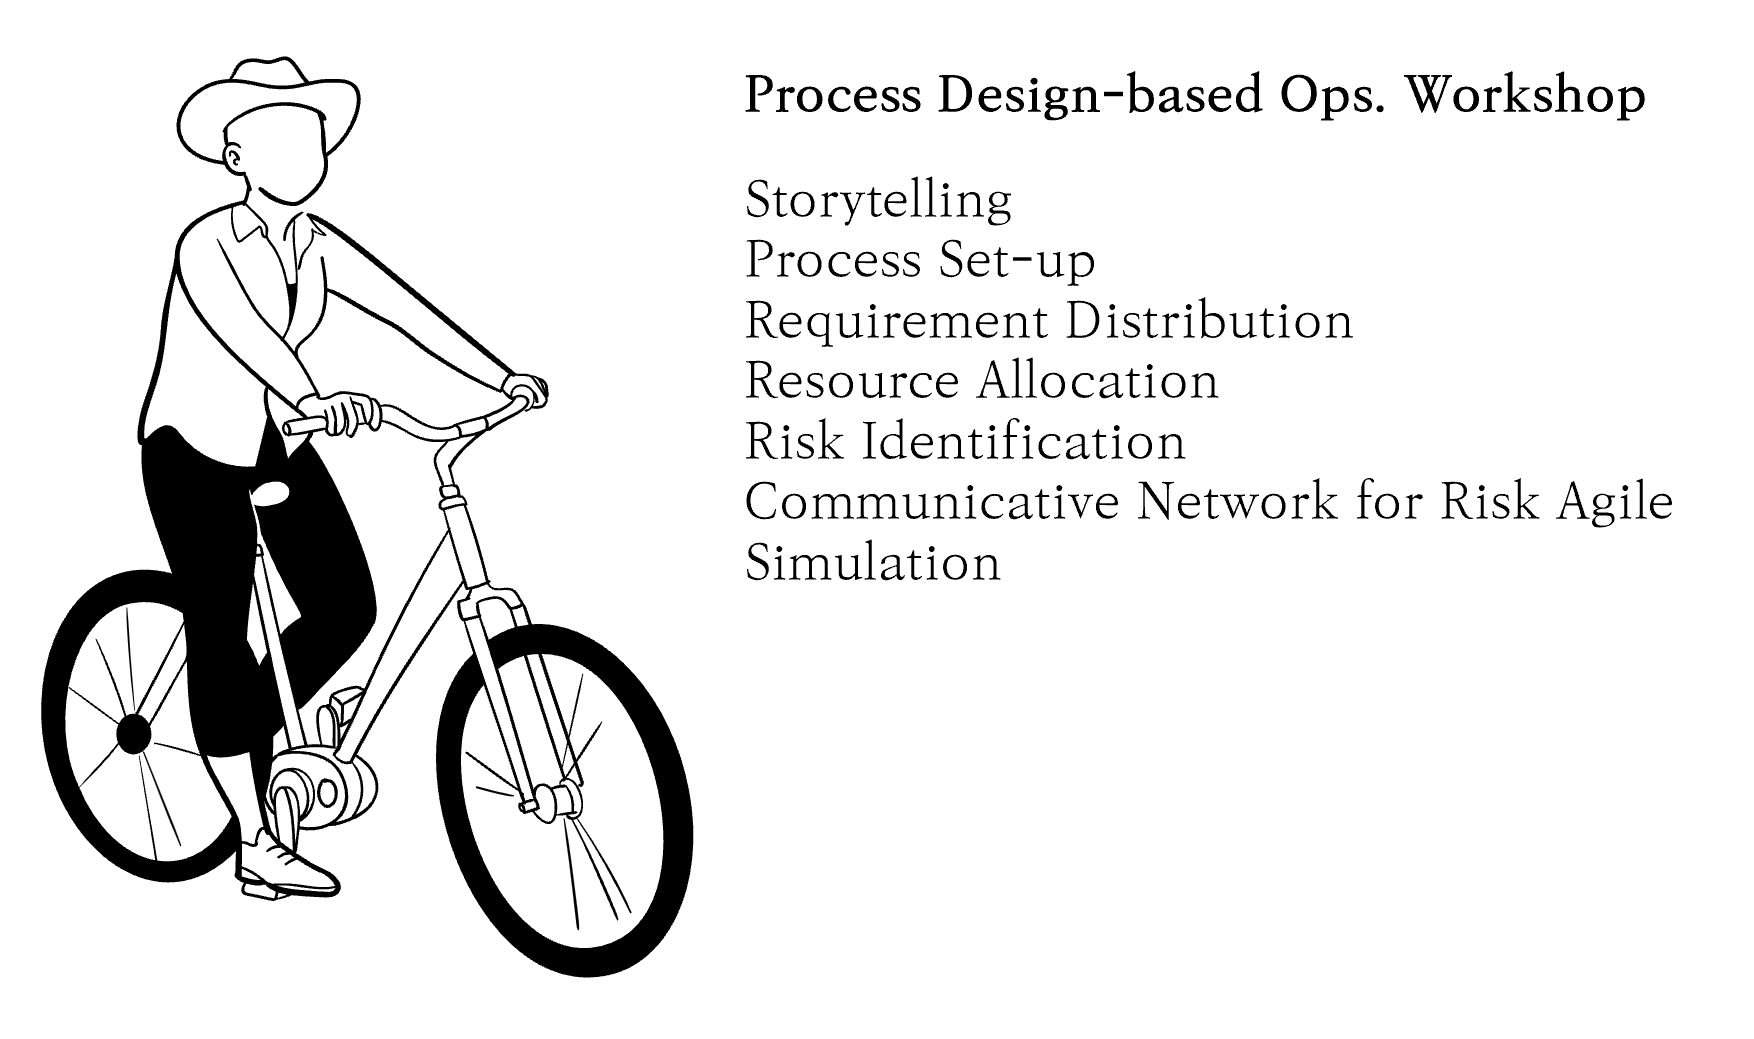 Process Design-based Ops. Workshop
Storytelling
Process Set-up
Requirement Distribution
Resource Allocation
Risk Identification
Communicative Network for Risk Agile
Simulation